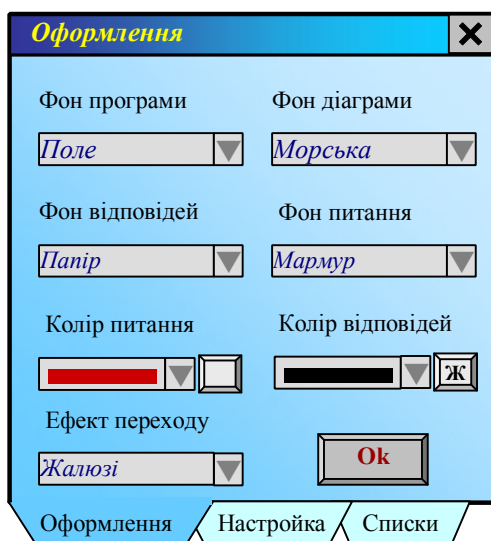 Оформлення
Фон програми Фон діаграми
Поле Морська
Фон відповідей Фон питання
Папір Мармур
Колір питання Колір відповідей
Ж
Ефект переходу
Жалюзі Ok
Оформлення Настройка Списки